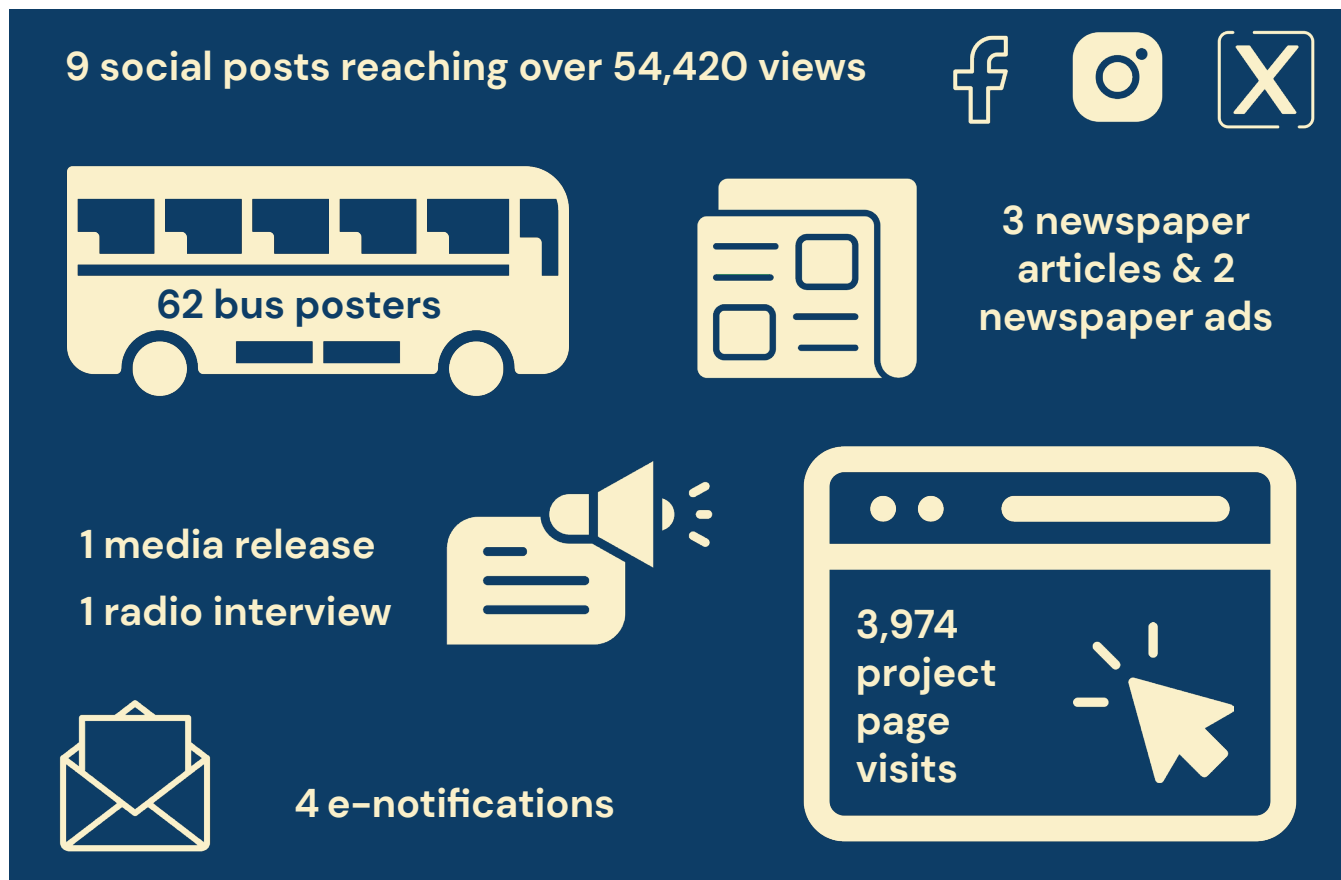 9 social posts reaching over 54,420 views
X
62 bus posters
3 newspaper
articles & 2
newspaper ads
1 media release
1 radio interview
3,974
project
page
visits
4 e-notifications